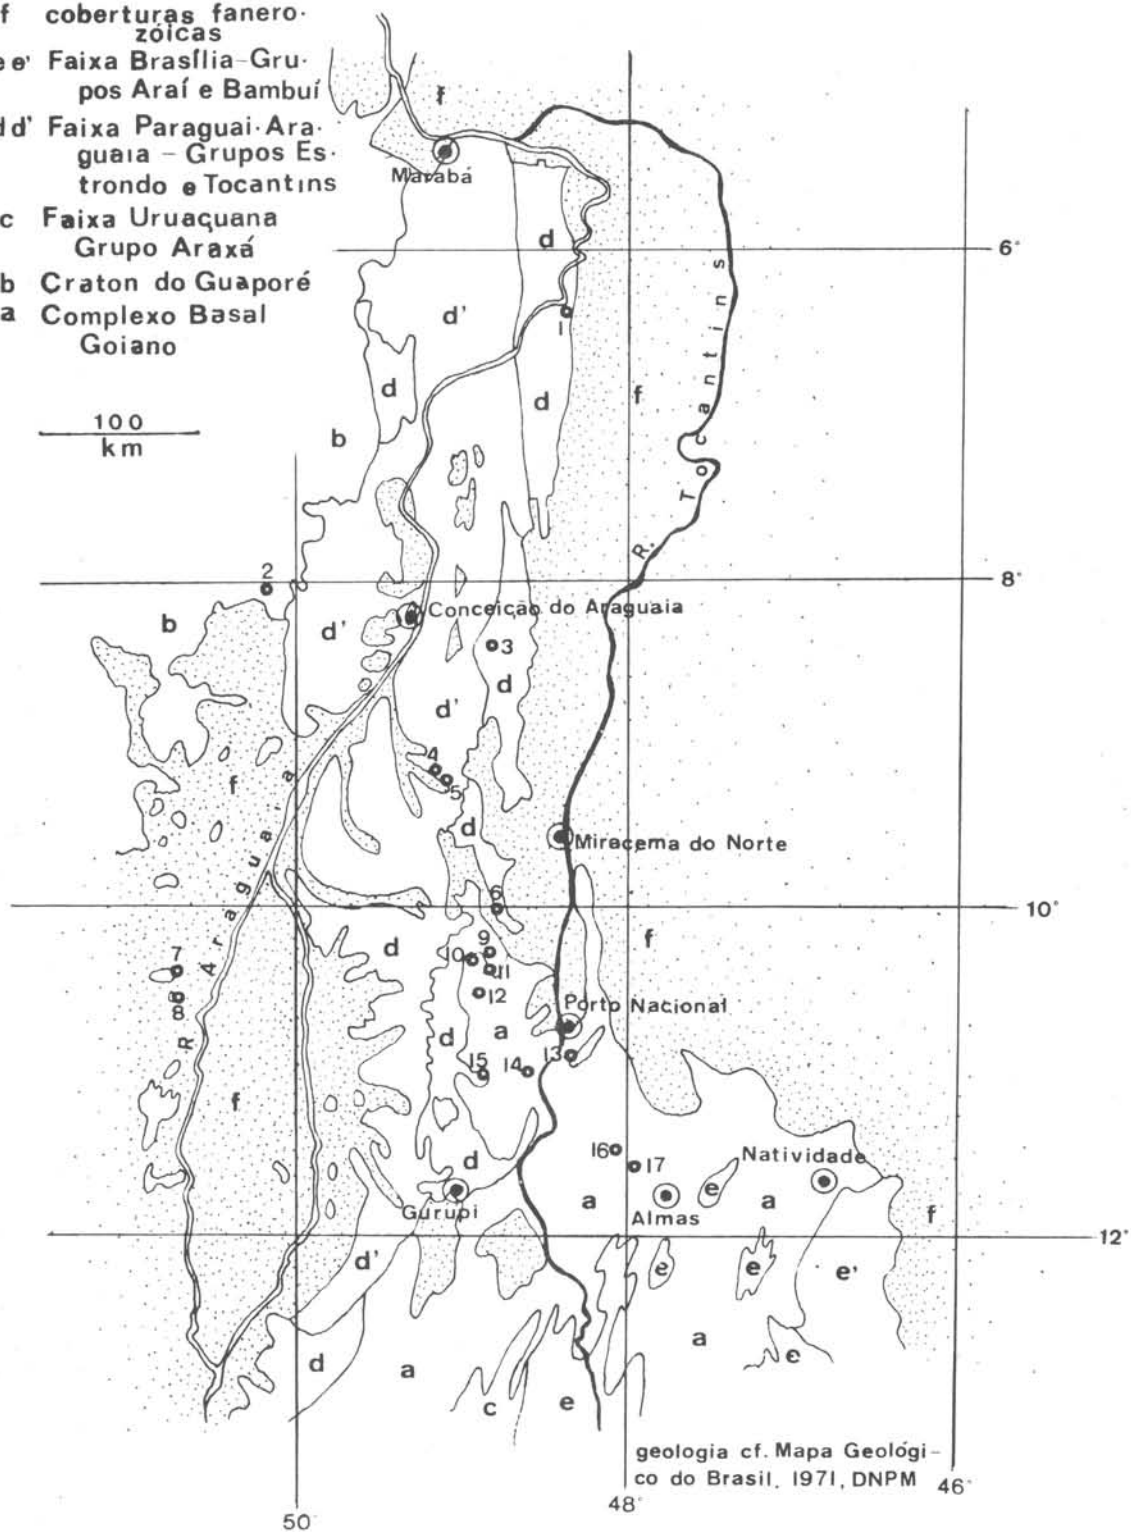 f coberturas fanero-
zóicas
e e' Faixa Brasília-Gru-
pos Araí e Bambuí
d d' Faixa Paraguai-Ara-
guaia - Grupos Es-
trondo e Tocantins
c Faixa Uruaçuana
Grupo Araxá
b Craton do Guaporé
a Complexo Basal
Goiano
100
km
f
Marabá
d
6°
d'
1
d
d
f
b
R. Tocantins
2
8°
Conceição do Araguaia
b
d'
3
d
d'
4
5
f
d
Miracema do Norte
R. Araguaia
6
10°
d
9
f
10
11
7
12
8
Porto Nacional
a
d
13
15
14
f
16
17
Natividade
d
e
a
a
Almas
f
Gurupi
12°
d'
e
e
e'
a
e
d
a
c
e
geologia cf. Mapa Geológi-
co do Brasil, 1971, DNPM
46°
48°
50°